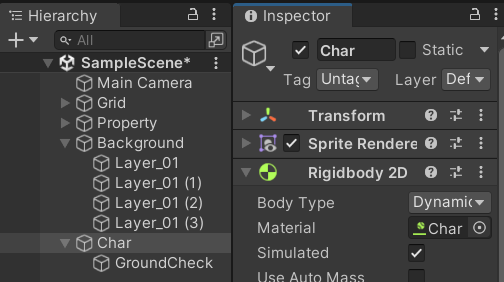 Hierarchy
All
SampleScene*
Main Camera
Grid
Property
Background
Layer_01
Layer_01 (1)
Layer_01 (2)
Layer_01 (3)
Char
GroundCheck
Inspector
Char
Static
Tag Untag Layer Def
Transform
Sprite Rendere
Rigidbody 2D
Body Type Dynamic
Material Char
Simulated
Use Auto Mass